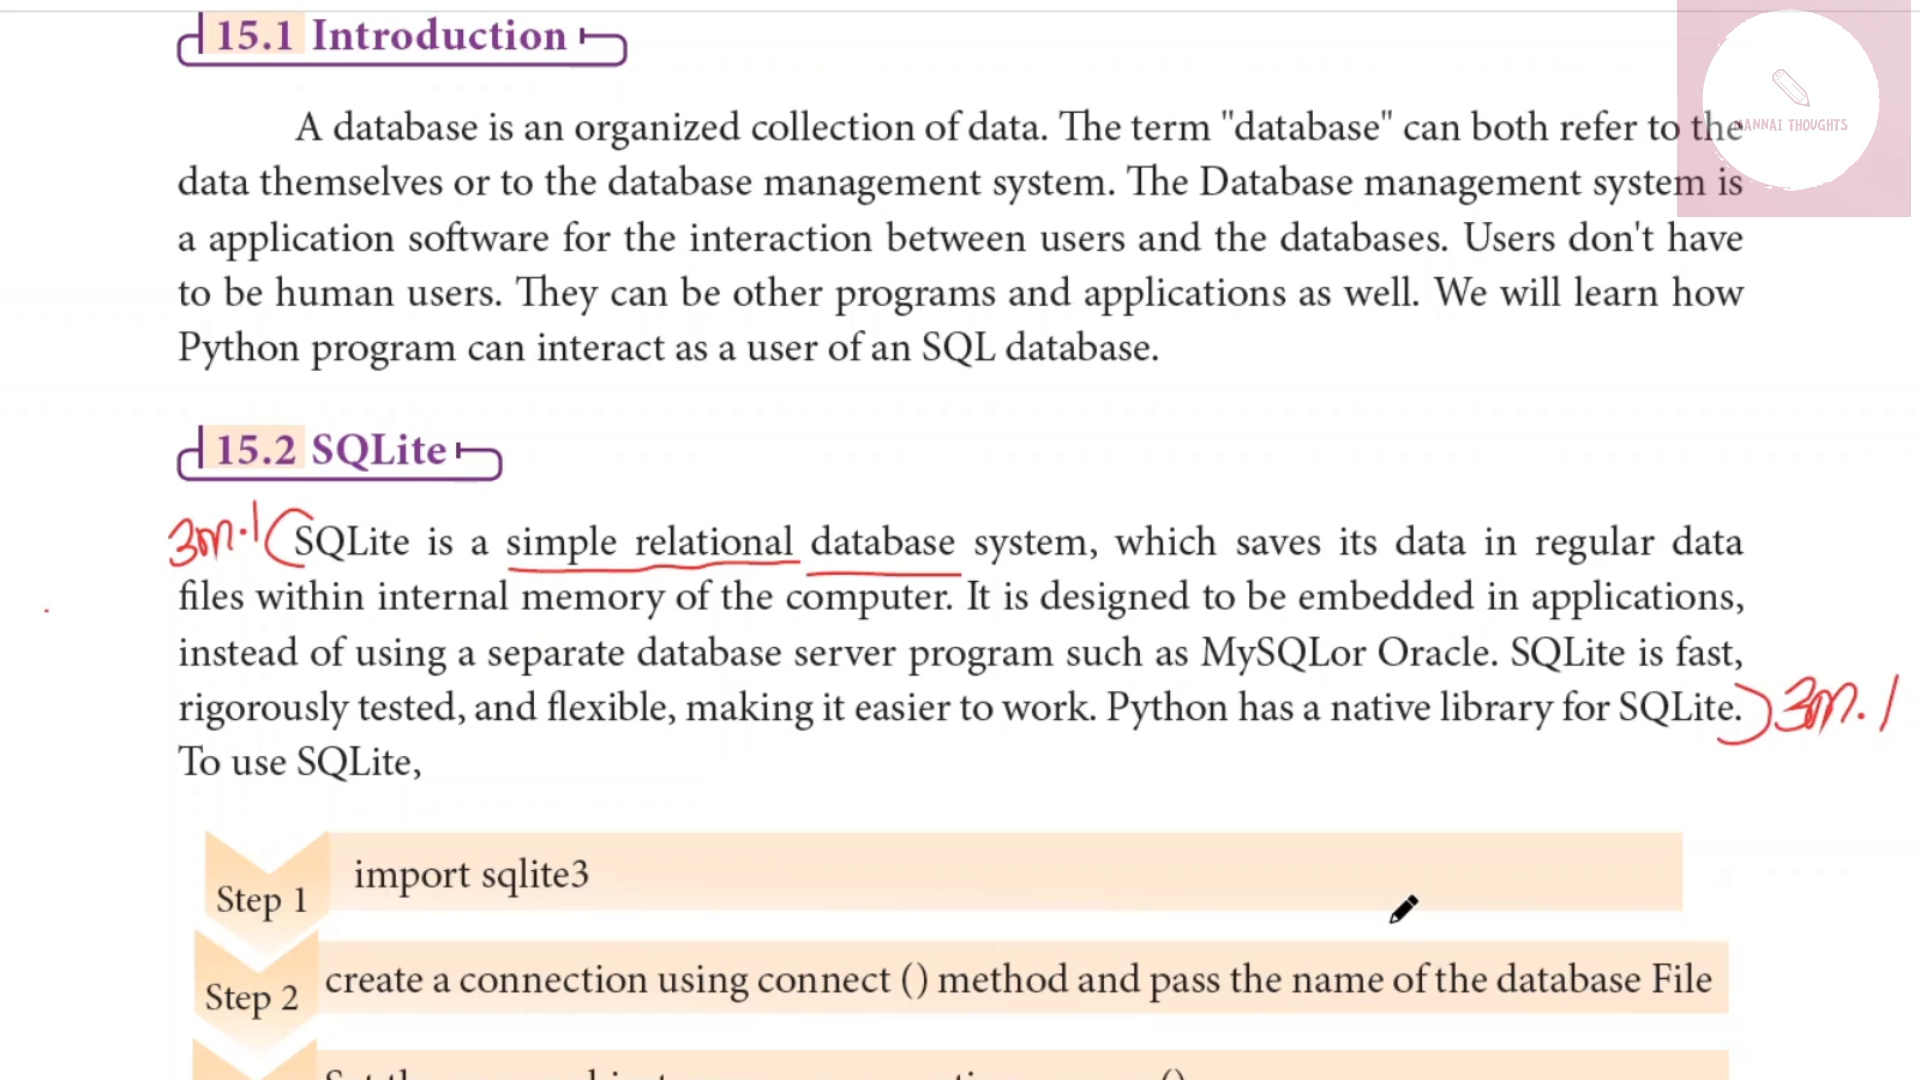 15.1 Introduction
MANNAI THOUGHTS
A database is an organized collection of data. The term "database" can both refer to the
data themselves or to the database management system. The Database management system is
a application software for the interaction between users and the databases. Users don't have
to be human users. They can be other programs and applications as well. We will learn how
Python program can interact as a user of an SQL database.
15.2 SQLite
3m.1 (SQLite is a simple relational database system, which saves its data in regular data
files within internal memory of the computer. It is designed to be embedded in applications,
instead of using a separate database server program such as MySQLor Oracle. SQLite is fast,
rigorously tested, and flexible, making it easier to work. Python has a native library for SQLite.) 3m.1
To use SQLite,
Step 1 import sqlite3
Step 2 create a connection using connect () method and pass the name of the database File